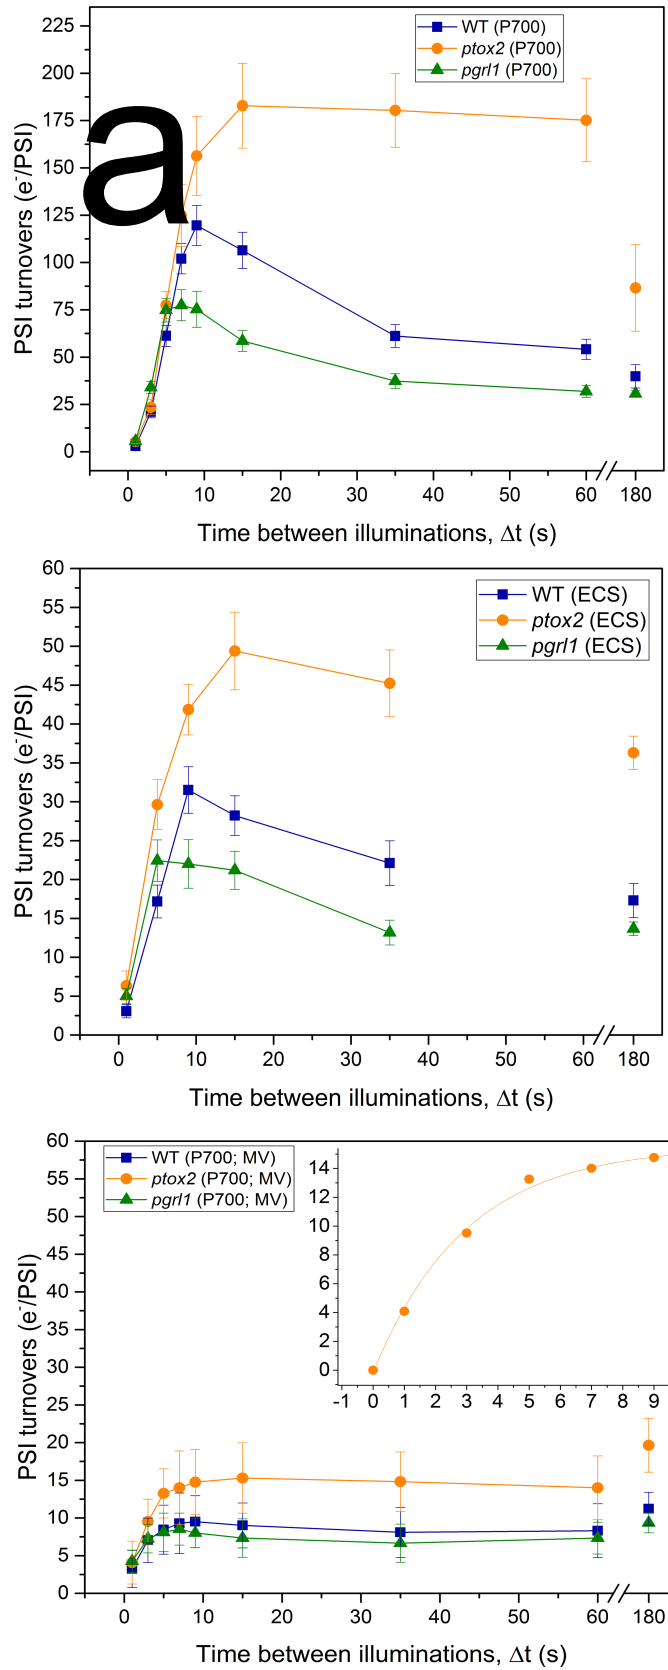 WT (P700)
ptox2 (P700)
pgrl1 (P700)
a
PSI turnovers (e-/PSI)
225
200
175
150
125
100
75
50
25
0
0 10 20 30 40 50 60 180
Time between illuminations, Δt (s)
WT (ECS)
ptox2 (ECS)
pgrl1 (ECS)
PSI turnovers (e-/PSI)
60
55
50
45
40
35
30
25
20
15
10
5
0
0 10 20 30 40 50 60 180
Time between illuminations, Δt (s)
WT (P700; MV)
ptox2 (P700; MV)
pgrl1 (P700; MV)
PSI turnovers (e-/PSI)
60
55
50
45
40
35
30
25
20
15
10
5
0
14
12
10
8
6
4
2
0
-1 0 1 2 3 4 5 6 7 8 9
0 10 20 30 40 50 60 180
Time between illuminations, Δt (s)